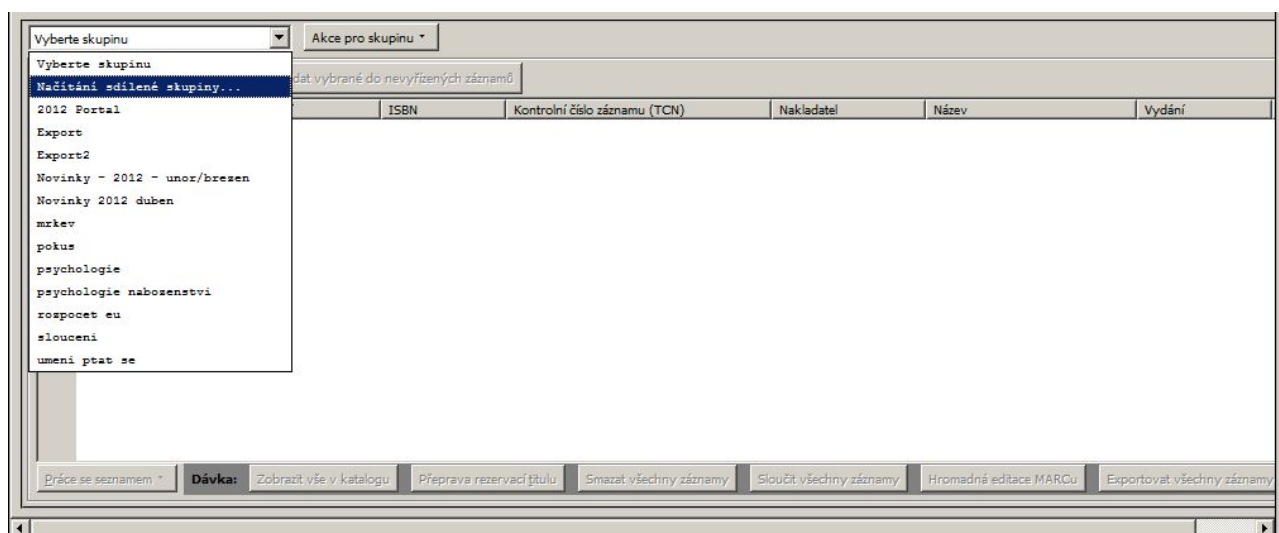 Vyberte skupinu
Akce pro skupinu
Vyberte skupinu
Načítání sdílené skupiny...
2012 Portal
Export
Export2
Novinky - 2012 - unor/brezen
Novinky 2012 duben
mrkev
pokus
psychologie
psychologie nabozenstvi
rozpocet eu
slouceni
umeni ptat se
dat vybrané do nevyřízených záznamů
ISBN
Kontrolní číslo záznamu (TCN)
Nakladatel
Název
Vydání
Práce se seznamem
Dávka:
Zobrazit vše v katalogu
Přeprava rezervací titulu
Smazat všechny záznamy
Sloučit všechny záznamy
Hromadná editace MARCu
Exportovat všechny záznamy